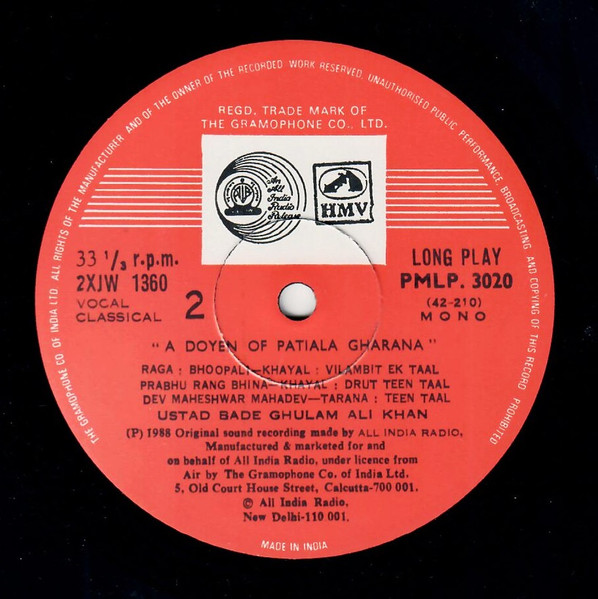 ALL RIGHTS OF THE MANUFACTURER AND OF THE OWNER OF THE RECORDED WORK RESERVED. UNAUTHORISED PUBLIC PERFORMANCE, BROADCASTING AND COPYING OF THIS RECORD PROHIBITED
THE GRAMOPHONE CO OF INDIA LTD.
REGD. TRADE MARK OF
THE GRAMOPHONE CO., LTD.
AIR
An
All
India
Radio
Release
HMV
33 1/3 r.p.m.
2XJW 1360
VOCAL
CLASSICAL
2
LONG PLAY
PMLP. 3020
(42-210)
MONO
"A DOYEN OF PATIALA GHARANA"
RAGA : BHOOPALI-KHAYAL : VILAMBIT EK TAAL
PRABHU RANG BHINA-KHAYAL : DRUT TEEN TAAL
DEV MAHESHWAR MAHADEV-TARANA : TEEN TAAL
USTAD BADE GHULAM ALI KHAN
(P) 1988 Original sound recording made by ALL INDIA RADIO,
Manufactured & marketed for and
on behalf of All India Radio, under licence from
Air by The Gramophone Co. of India Ltd.
5, Old Court House Street, Calcutta-700 001.
© All India Radio,
New Delhi-110 001.
MADE IN INDIA